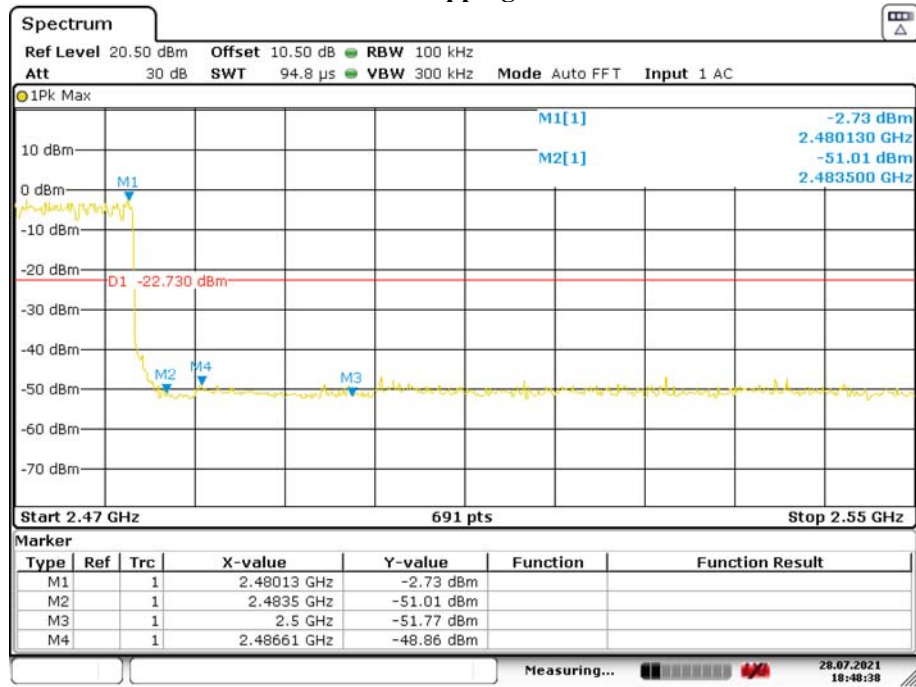 Spectrum
Ref Level 20.50 dBm Offset 10.50 dB RBW 100 kHz
Att 30 dB SWT 94.8 µs VBW 300 kHz Mode Auto FFT Input 1 AC
1Pk Max
M1[1] -2.73 dBm
2.480130 GHz
M2[1] -51.01 dBm
2.483500 GHz
10 dBm
M1
0 dBm
-10 dBm
-20 dBm
D1 -22.730 dBm
-30 dBm
-40 dBm
M2 M4 M3
-50 dBm
-60 dBm
-70 dBm
Start 2.47 GHz 691 pts Stop 2.55 GHz
Marker
Type Ref Trc X-value Y-value Function Function Result
M1 1 2.48013 GHz -2.73 dBm
M2 1 2.4835 GHz -51.01 dBm
M3 1 2.5 GHz -51.77 dBm
M4 1 2.48661 GHz -48.86 dBm
Measuring... 28.07.2021
18:48:38